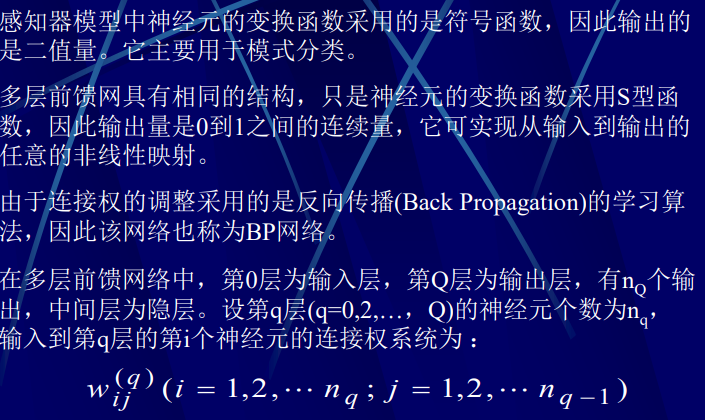 感知器模型中神经元的变换函数采用的是符号函数，因此输出的
是二值量。它主要用于模式分类。
多层前馈网具有相同的结构，只是神经元的变换函数采用S型函
数，因此输出量是0到1之间的连续量，它可实现从输入到输出的
任意的非线性映射。
由于连接权的调整采用的是反向传播(Back Propagation)的学习算
法，因此该网络也称为BP网络。
在多层前馈网络中，第0层为输入层，第Q层为输出层，有n_Q个输
出，中间层为隐层。设第q层(q=0,2,…，Q)的神经元个数为n_q，
输入到第q层的第i个神经元的连接权系统为：
w_{ij}^{(q)} (i = 1,2, ⋯ n_q ; j = 1,2, ⋯ n_{q−1})